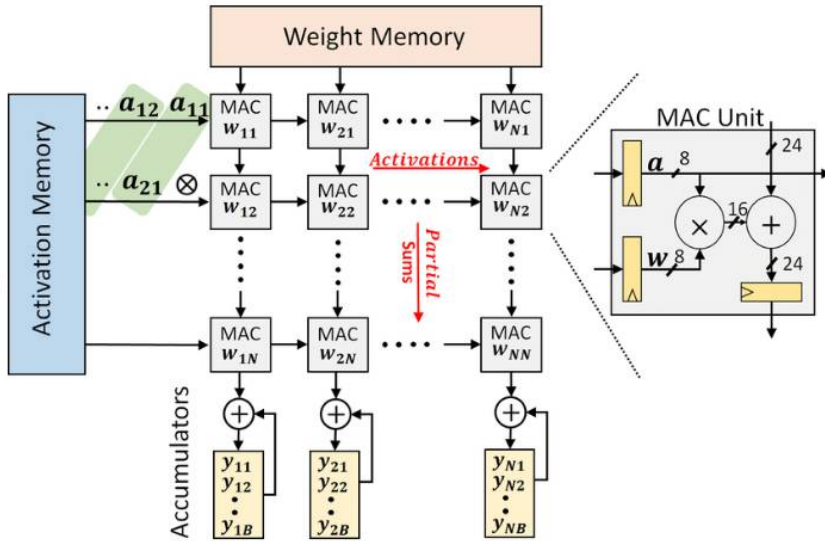 Weight Memory
Activation Memory
.. a12 a11
.. a21 ⊗
MAC w11
MAC w21
MAC wN1
Activations
MAC w12
MAC w22
MAC wN2
Partial
Sums
MAC w1N
MAC w2N
MAC wNN
Accumulators
+
+
+
y11
y12
y1B
y21
y22
y2B
yN1
yN2
yNB
MAC Unit
24
a 8
16
×
+
w 8
24